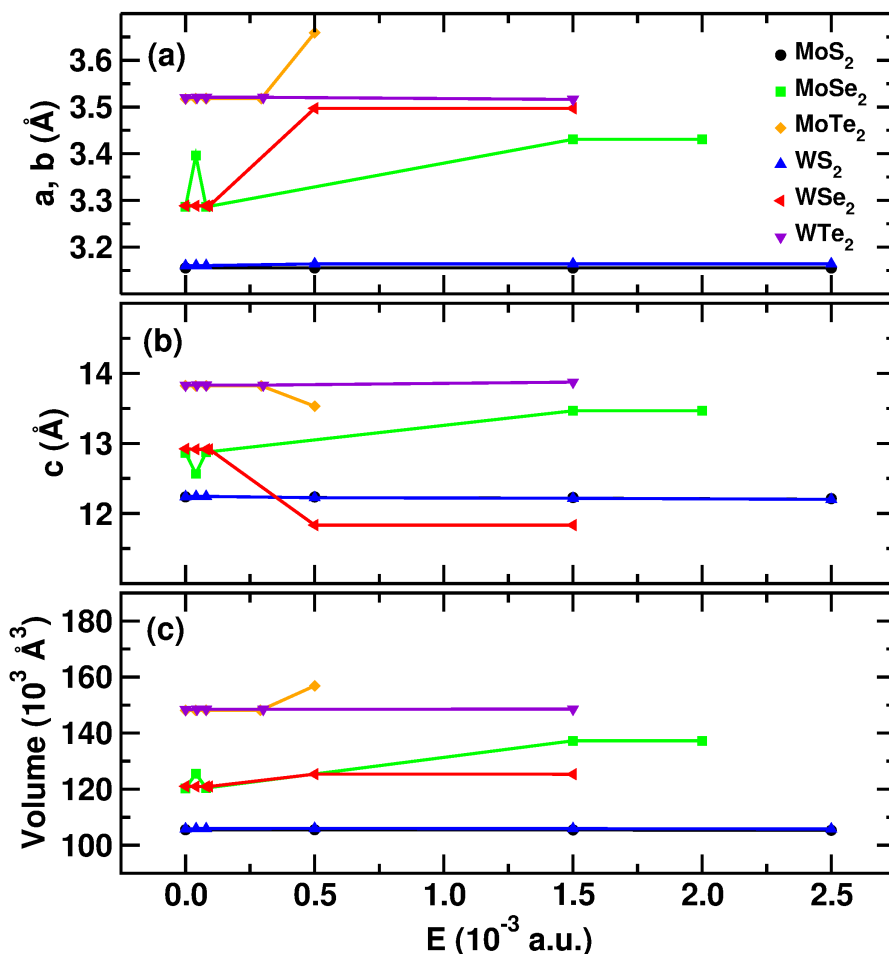 (a)
a, b (Å)
3.6
3.5
3.4
3.3
3.2
MoS₂
MoSe₂
MoTe₂
WS₂
WSe₂
WTe₂
(b)
c (Å)
14
13
12
(c)
Volume (10³ Å³)
180
160
140
120
100
0.0 0.5 1.0 1.5 2.0 2.5
E (10⁻³ a.u.)